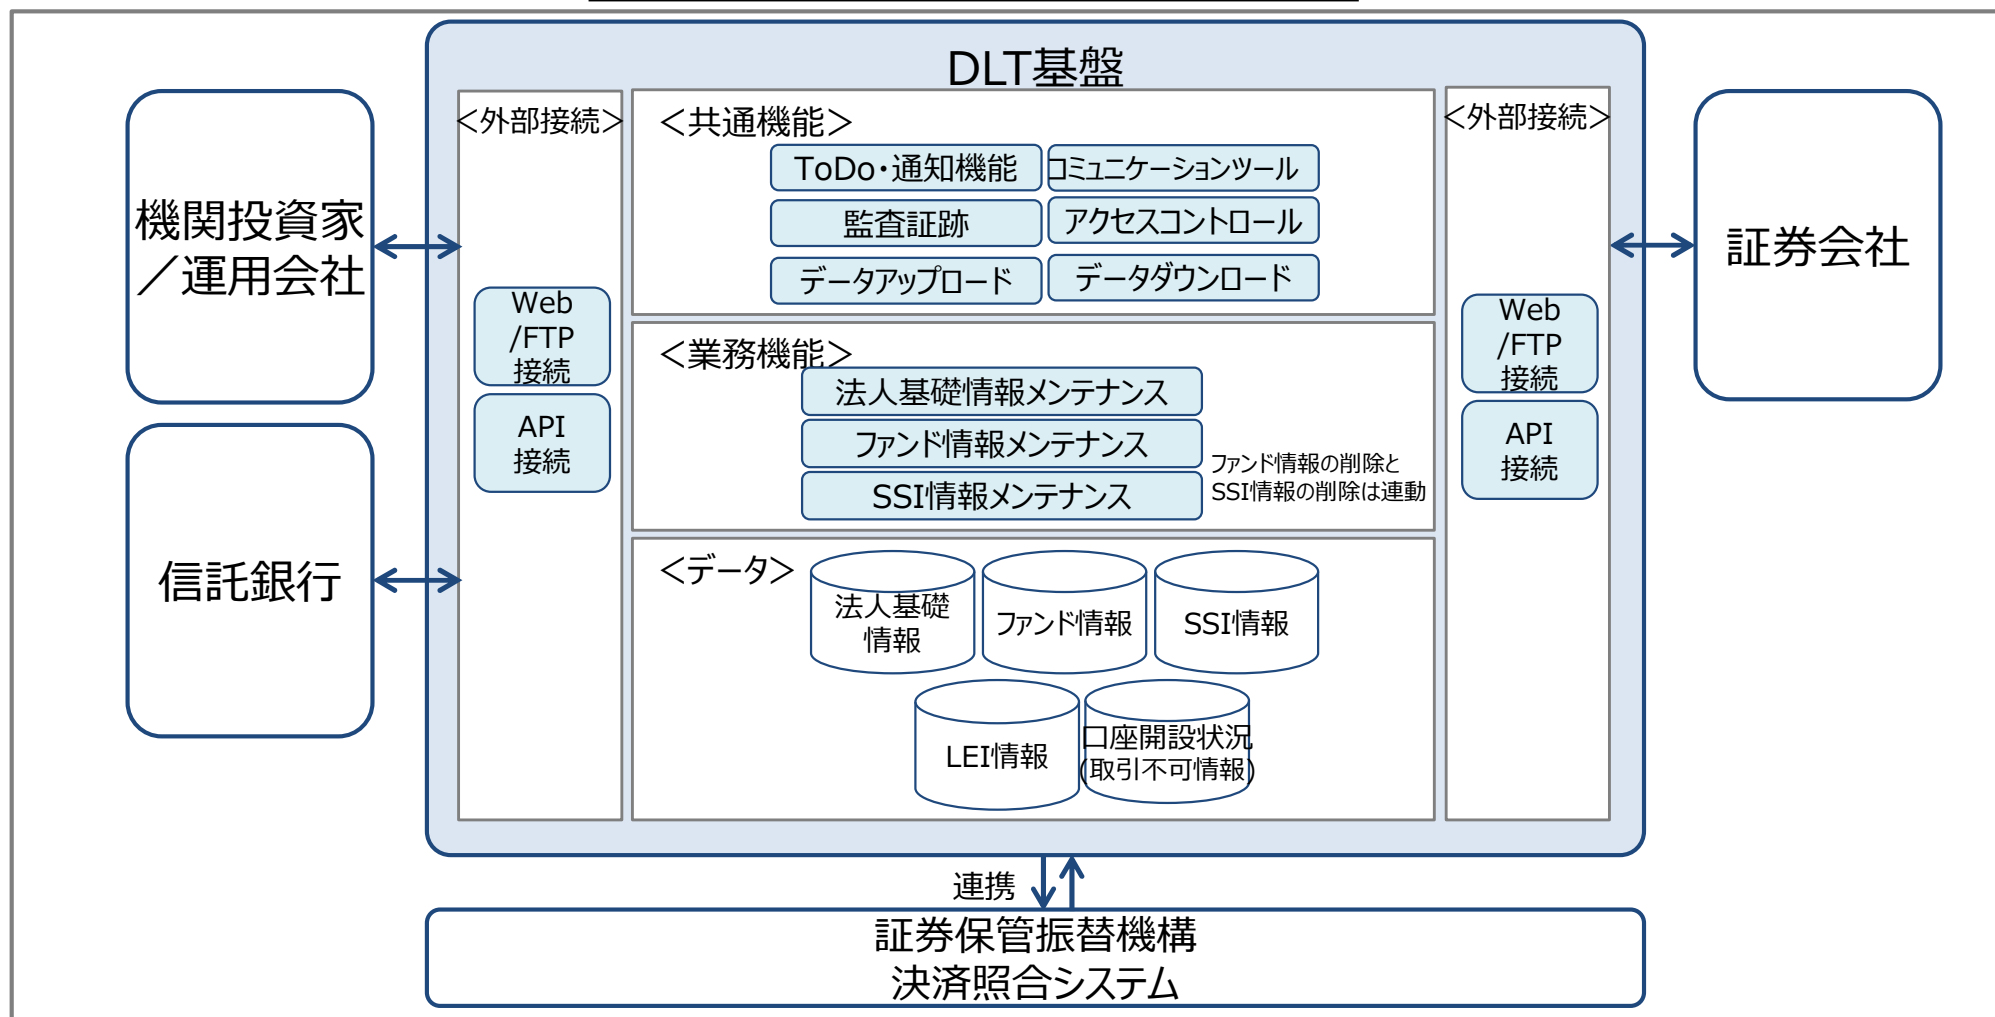 DLT基盤
機関投資家
／運用会社
信託銀行
＜外部接続＞
Web
/FTP
接続
API
接続
＜共通機能＞
ToDo・通知機能
コミュニケーションツール
監査証跡
アクセスコントロール
データアップロード
データダウンロード
＜業務機能＞
法人基礎情報メンテナンス
ファンド情報メンテナンス
SSI情報メンテナンス
ファンド情報の削除と
SSI情報の削除は連動
＜データ＞
法人基礎
情報
ファンド情報
SSI情報
LEI情報
口座開設状況
(取引不可情報)
＜外部接続＞
Web
/FTP
接続
API
接続
証券会社
連携
証券保管振替機構
決済照合システム